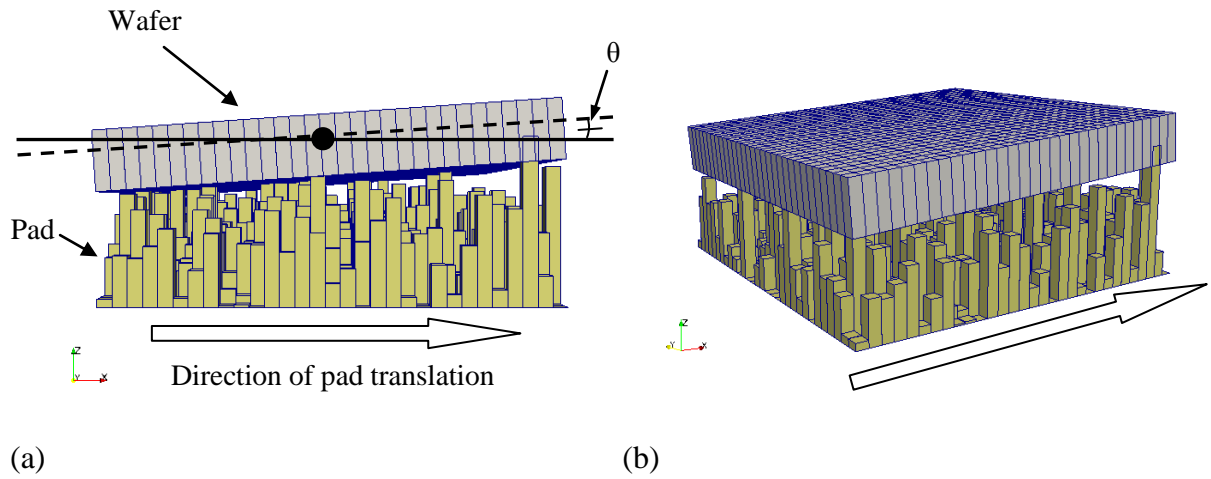 Wafer
θ
Pad
Z
Y
X
Direction of pad translation
Z
Y
X
(a)
(b)